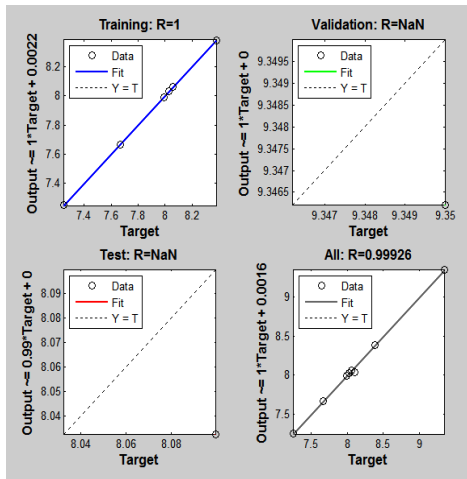 Training: R=1
Output ~= 1*Target + 0.0022
Data
Fit
Y = T
8.2
8
7.8
7.6
7.4
7.4 7.6 7.8 8 8.2
Target
Validation: R=NaN
Output ~= 1*Target + 0
Data
Fit
Y = T
9.3495
9.349
9.3485
9.348
9.3475
9.347
9.3465
9.347 9.348 9.349 9.35
Target
Test: R=NaN
Output ~= 0.99*Target + 0
Data
Fit
Y = T
8.09
8.08
8.07
8.06
8.05
8.04
8.04 8.06 8.08
Target
All: R=0.99926
Output ~= 1*Target + 0.0016
Data
Fit
Y = T
9
8.5
8
7.5
7.5 8 8.5 9
Target